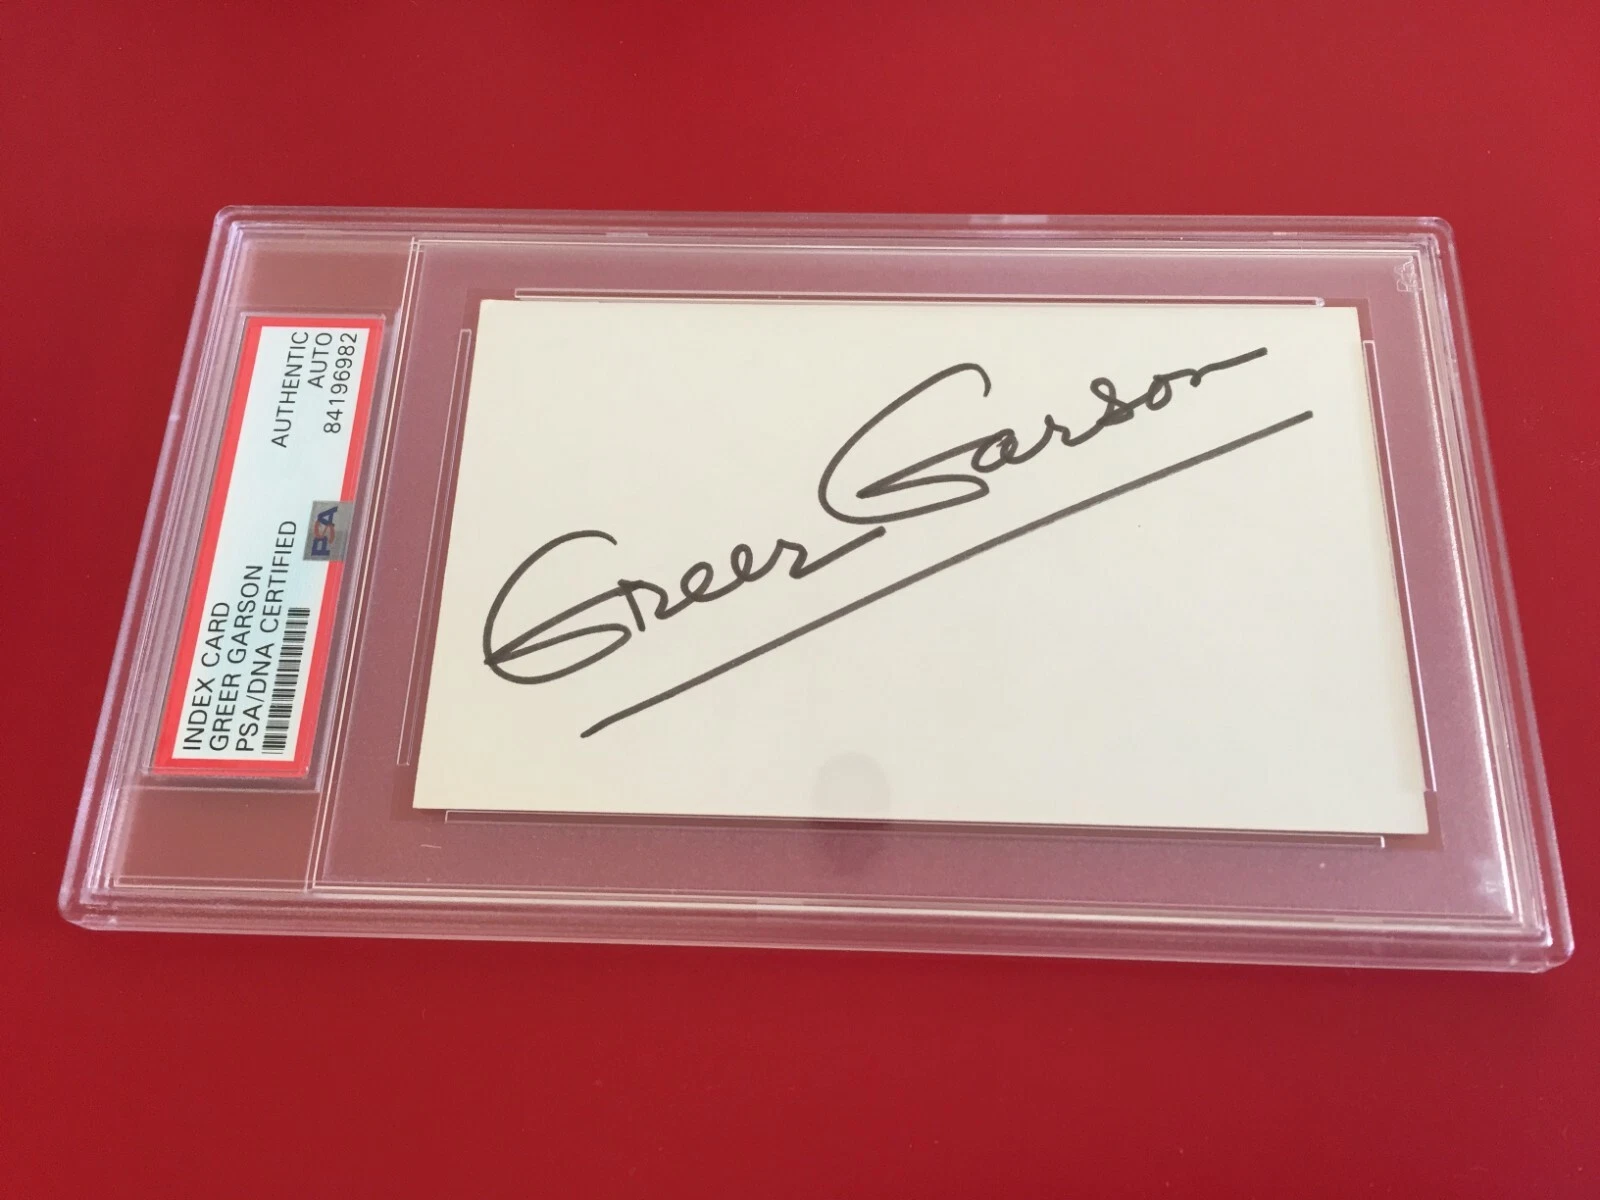 INDEX CARD
GREER GARSON
PSA/DNA CERTIFIED
AUTHENTIC
AUTO
84196982
PSA
Greer Garson